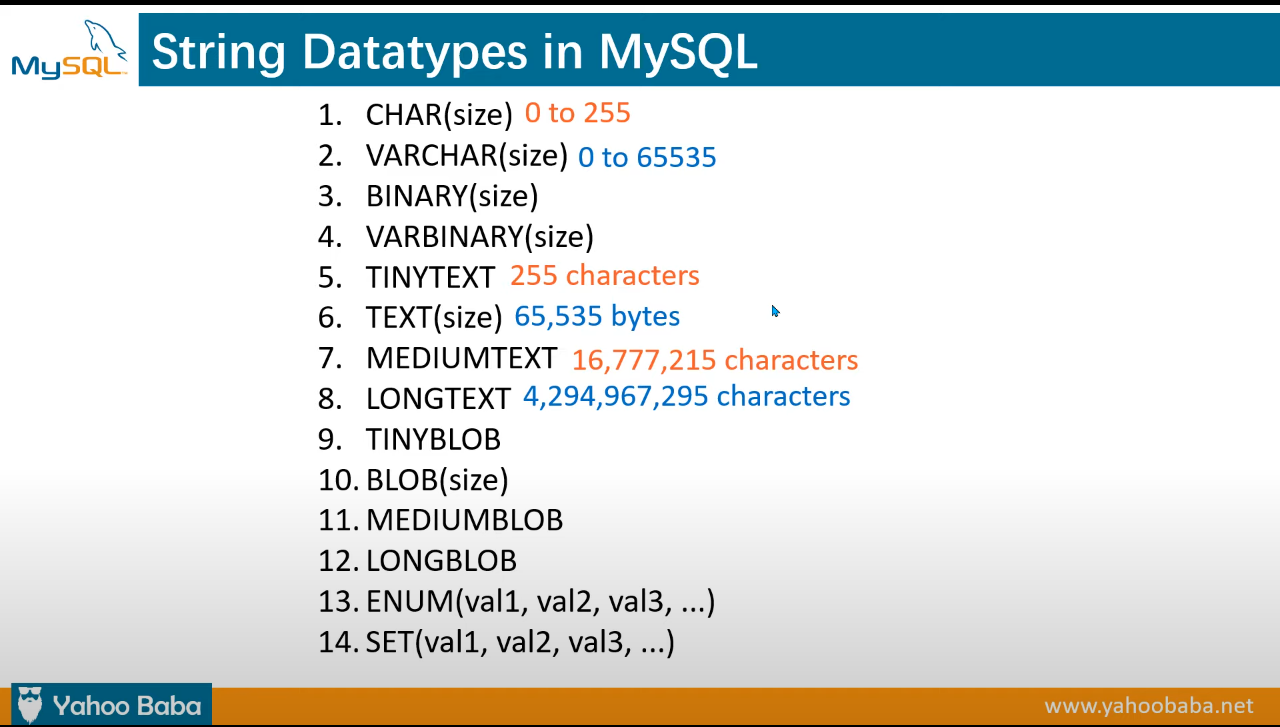 MySQL
String Datatypes in MySQL
1. CHAR(size) 0 to 255
2. VARCHAR(size) 0 to 65535
3. BINARY(size)
4. VARBINARY(size)
5. TINYTEXT 255 characters
6. TEXT(size) 65,535 bytes
7. MEDIUMTEXT 16,777,215 characters
8. LONGTEXT 4,294,967,295 characters
9. TINYBLOB
10. BLOB(size)
11. MEDIUMBLOB
12. LONGBLOB
13. ENUM(val1, val2, val3, ...)
14. SET(val1, val2, val3, ...)
Yahoo Baba
www.yahoobaba.net